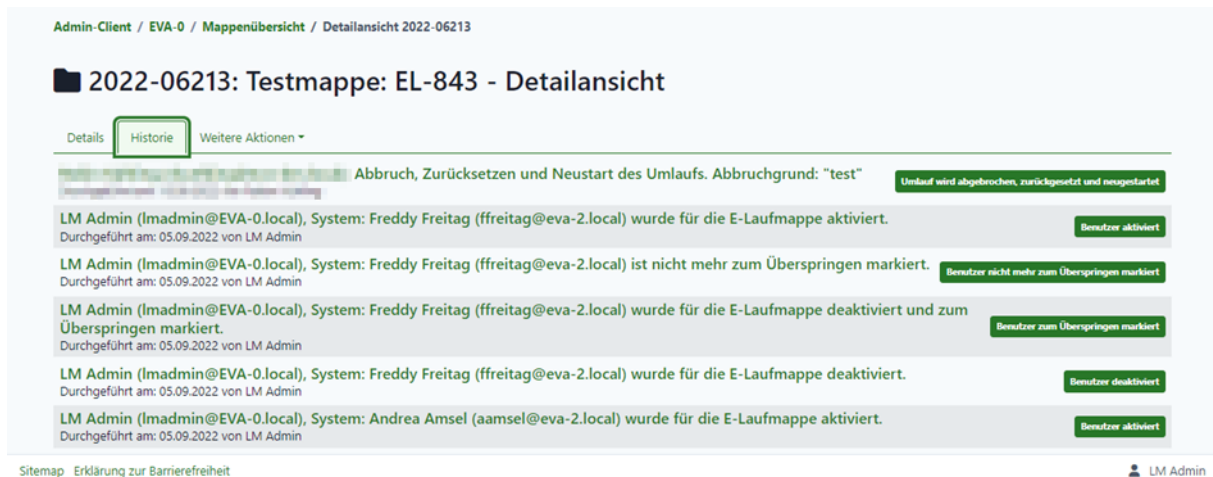 Admin-Client / EVA-0 / Mappenübersicht / Detailansicht 2022-06213
2022-06213: Testmappe: EL-843 - Detailansicht
Details Historie Weitere Aktionen
Abbruch, Zurücksetzen und Neustart des Umlaufs. Abbruchgrund: "test"
Umlauf wird abgebrochen, zurückgesetzt und neugestartet
LM Admin (lmadmin@EVA-0.local), System: Freddy Freitag (ffreitag@eva-2.local) wurde für die E-Laufmappe aktiviert.
Durchgeführt am: 05.09.2022 von LM Admin
Benutzer aktiviert
LM Admin (lmadmin@EVA-0.local), System: Freddy Freitag (ffreitag@eva-2.local) ist nicht mehr zum Überspringen markiert.
Durchgeführt am: 05.09.2022 von LM Admin
Benutzer nicht mehr zum Überspringen markiert
LM Admin (lmadmin@EVA-0.local), System: Freddy Freitag (ffreitag@eva-2.local) wurde für die E-Laufmappe deaktiviert und zum
Überspringen markiert.
Durchgeführt am: 05.09.2022 von LM Admin
Benutzer zum Überspringen markiert
LM Admin (lmadmin@EVA-0.local), System: Freddy Freitag (ffreitag@eva-2.local) wurde für die E-Laufmappe deaktiviert.
Durchgeführt am: 05.09.2022 von LM Admin
Benutzer deaktiviert
LM Admin (lmadmin@EVA-0.local), System: Andrea Amsel (aamsel@eva-2.local) wurde für die E-Laufmappe aktiviert.
Durchgeführt am: 05.09.2022 von LM Admin
Benutzer aktiviert
Sitemap Erklärung zur Barrierefreiheit
LM Admin